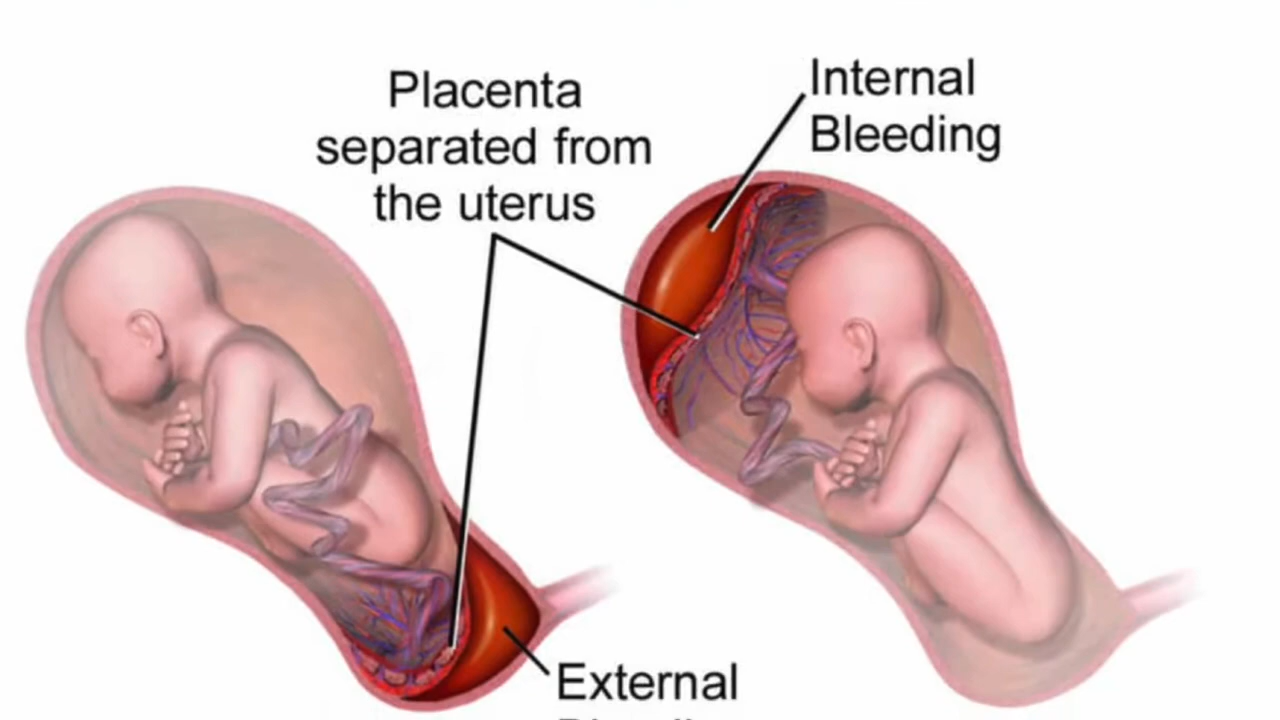 Placenta
separated from
the uterus
Internal
Bleeding
External